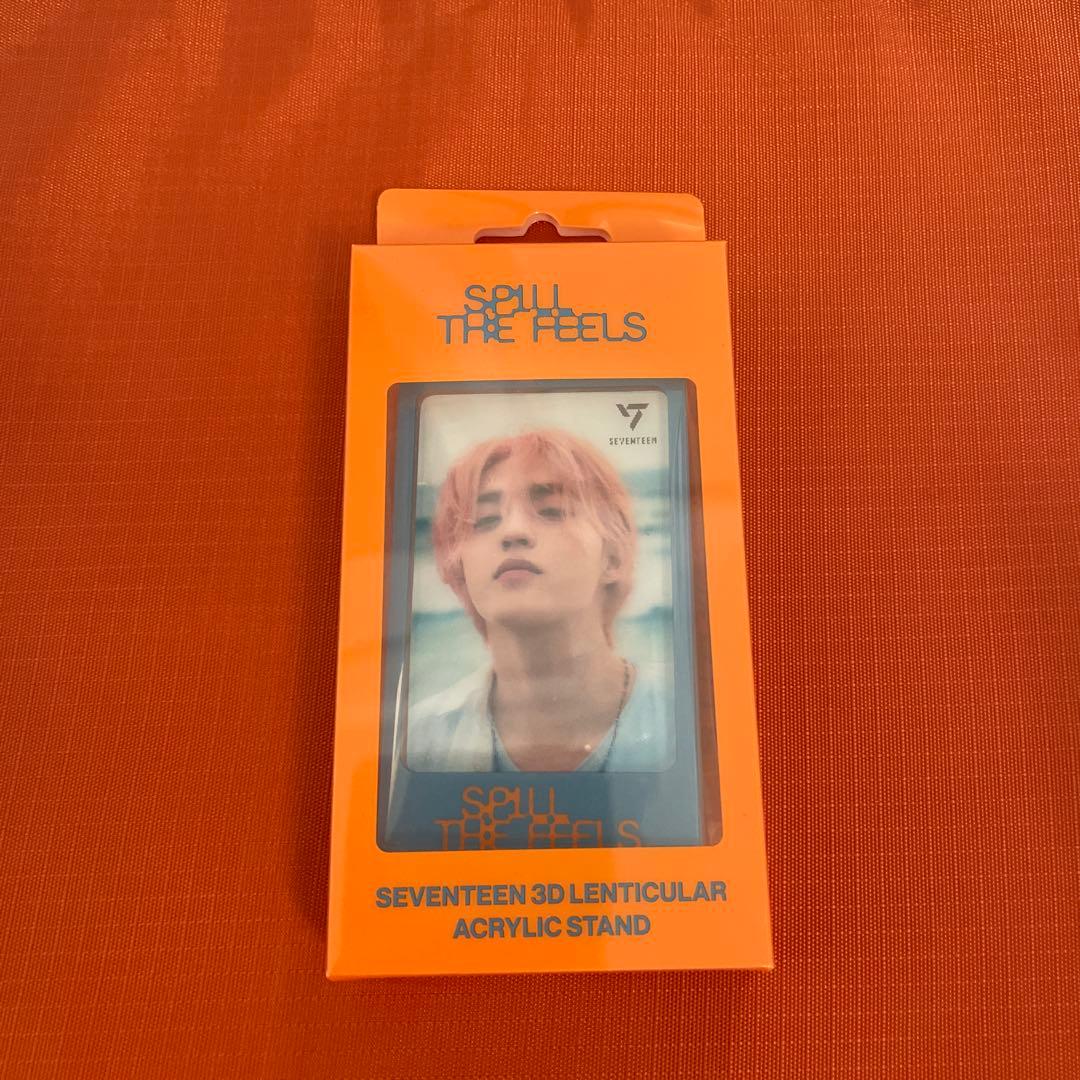 SPILL
THE FEELS
SEVENTEEN
SPILL
THE FEELS
SEVENTEEN 3D LENTICULAR
ACRYLIC STAND